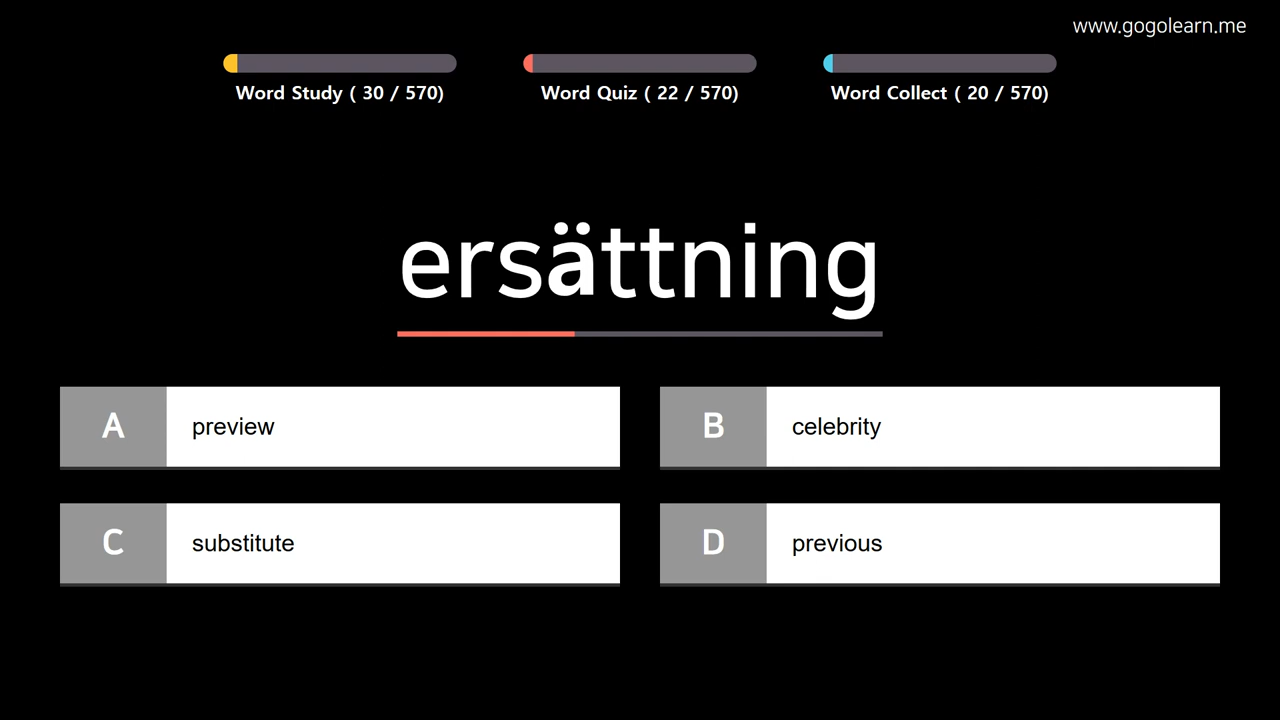 www.gogolearn.me
Word Study ( 30 / 570)
Word Quiz ( 22 / 570)
Word Collect ( 20 / 570)
ersättning
A preview
B celebrity
C substitute
D previous